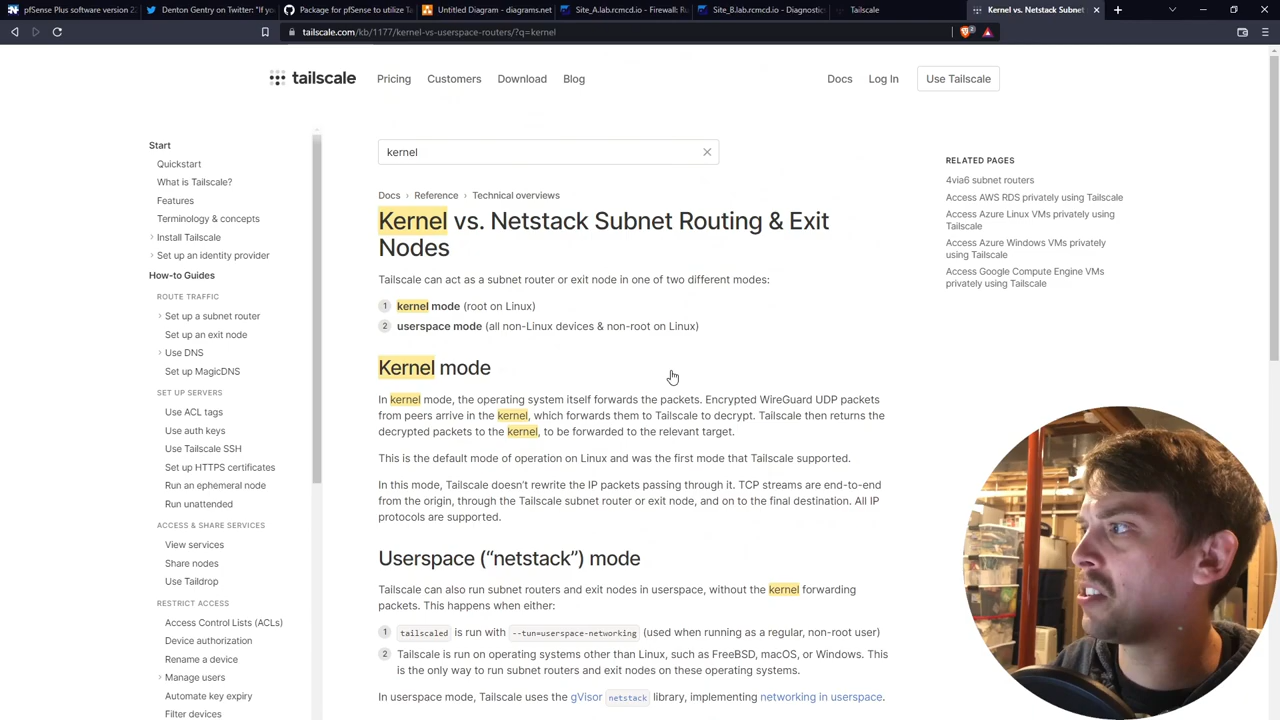 pfSense Plus software version 2
Denton Gentry on Twitter: "If you
Package for pfSense to utilize Ta
Untitled Diagram - diagrams.net
Site_A.lab.rcmcd.io - Firewall: Ru
Site_B.lab.rcmcd.io - Diagnostic
Tailscale
Kernel vs. Netstack Subnet
tailscale.com/kb/1177/kernel-vs-userspace-routers/?q=kernel
tailscale
Pricing
Customers
Download
Blog
Docs
Log In
Use Tailscale
Start
Quickstart
What is Tailscale?
Features
Terminology & concepts
Install Tailscale
Set up an identity provider
How-to Guides
ROUTE TRAFFIC
Set up a subnet router
Set up an exit node
Use DNS
Set up MagicDNS
SET UP SERVERS
Use ACL tags
Use auth keys
Use Tailscale SSH
Set up HTTPS certificates
Run an ephemeral node
Run unattended
ACCESS & SHARE SERVICES
View services
Share nodes
Use Taildrop
RESTRICT ACCESS
Access Control Lists (ACLs)
Device authorization
Rename a device
Manage users
Automate key expiry
Filter devices
kernel
Docs › Reference › Technical overviews
Kernel vs. Netstack Subnet Routing & Exit
Nodes
Tailscale can act as a subnet router or exit node in one of two different modes:
1 kernel mode (root on Linux)
2 userspace mode (all non-Linux devices & non-root on Linux)
Kernel mode
In kernel mode, the operating system itself forwards the packets. Encrypted WireGuard UDP packets
from peers arrive in the kernel, which forwards them to Tailscale to decrypt. Tailscale then returns the
decrypted packets to the kernel, to be forwarded to the relevant target.
This is the default mode of operation on Linux and was the first mode that Tailscale supported.
In this mode, Tailscale doesn't rewrite the IP packets passing through it. TCP streams are end-to-end
from the origin, through the Tailscale subnet router or exit node, and on to the final destination. All IP
protocols are supported.
Userspace (“netstack”) mode
Tailscale can also run subnet routers and exit nodes in userspace, without the kernel forwarding
packets. This happens when either:
1 tailscaled is run with --tun=userspace-networking (used when running as a regular, non-root user)
2 Tailscale is run on operating systems other than Linux, such as FreeBSD, macOS, or Windows. This
is the only way to run subnet routers and exit nodes on these operating systems.
In userspace mode, Tailscale uses the gVisor netstack library, implementing networking in userspace.
RELATED PAGES
4via6 subnet routers
Access AWS RDS privately using Tailscale
Access Azure Linux VMs privately using
Tailscale
Access Azure Windows VMs privately
using Tailscale
Access Google Compute Engine VMs
privately using Tailscale